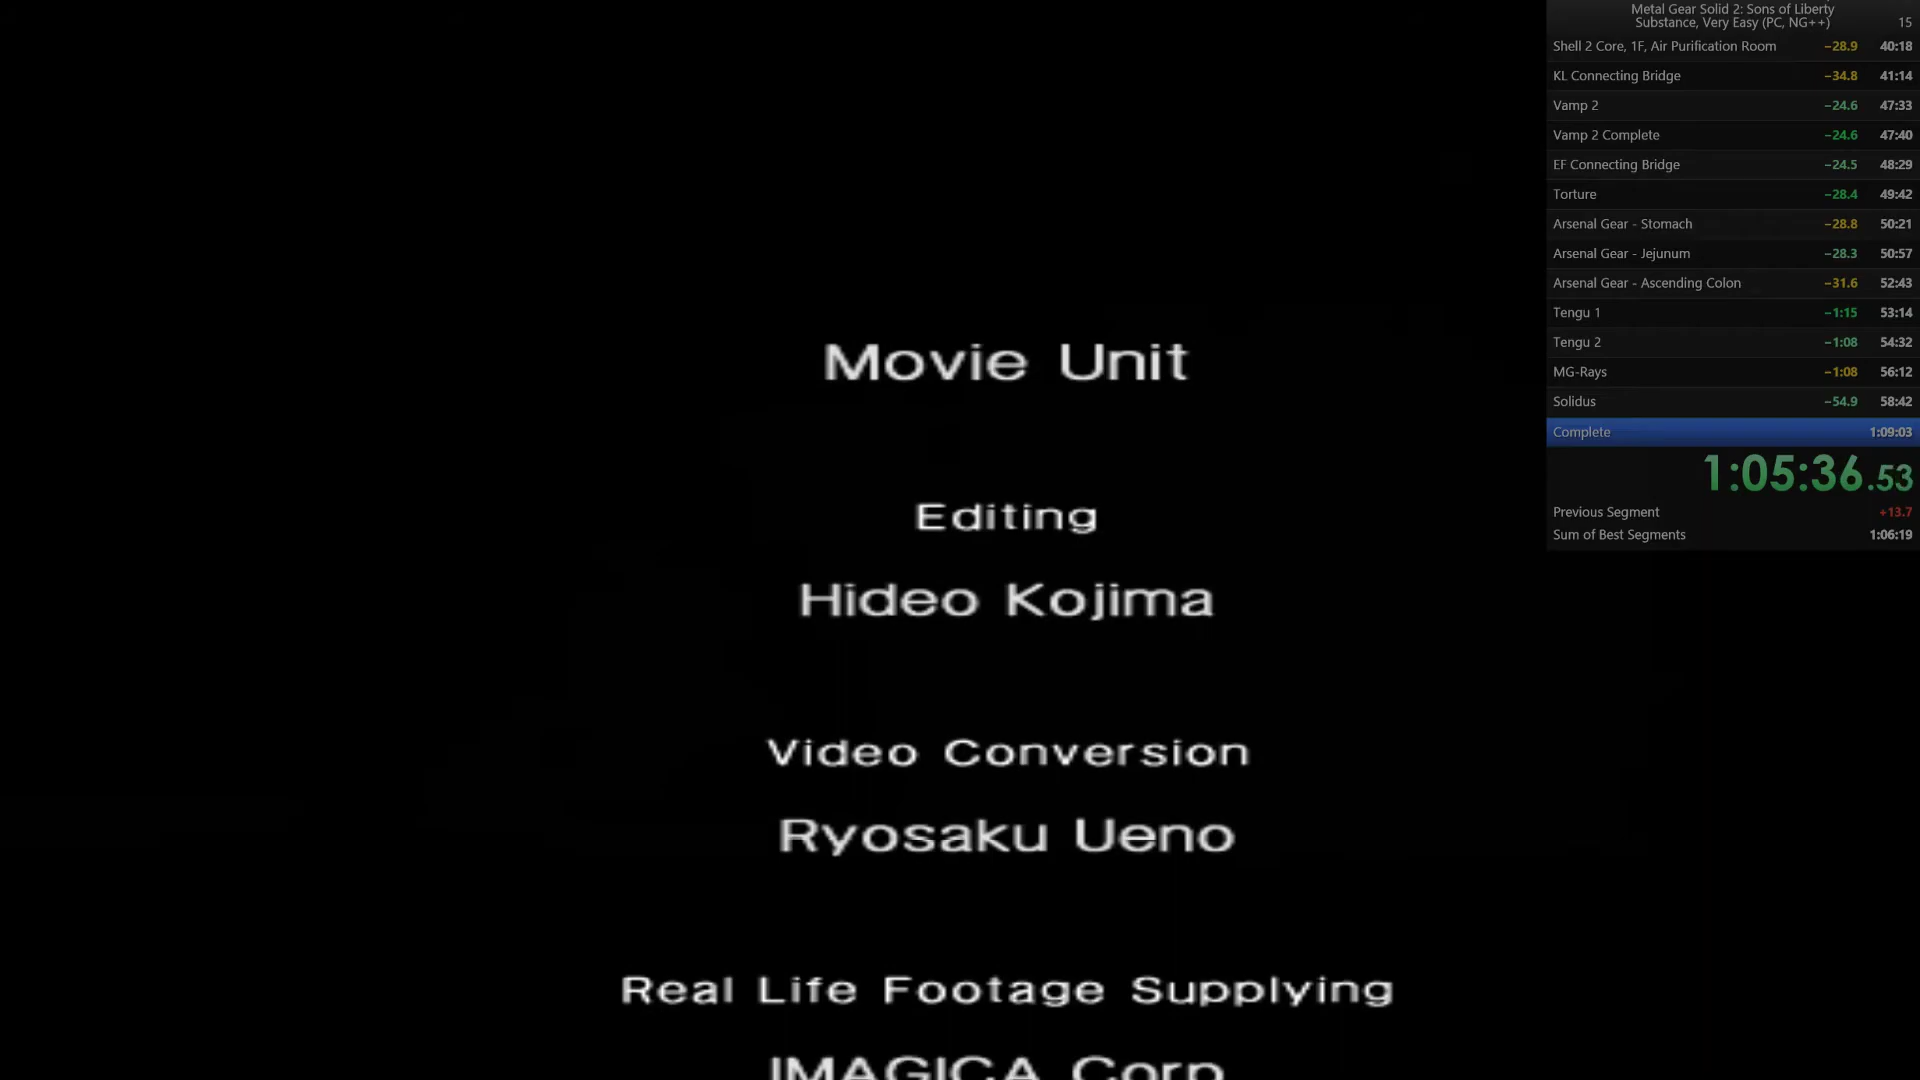 Metal Gear Solid 2: Sons of Liberty
Substance, Very Easy (PC, NG++) 15
Shell 2 Core, 1F, Air Purification Room −28.9 40:18
KL Connecting Bridge −34.8 41:14
Vamp 2 −24.6 47:33
Vamp 2 Complete −24.6 47:40
EF Connecting Bridge −24.5 48:29
Torture −28.4 49:42
Arsenal Gear - Stomach −28.8 50:21
Arsenal Gear - Jejunum −28.3 50:57
Arsenal Gear - Ascending Colon −31.6 52:43
Tengu 1 −1:15 53:14
Tengu 2 −1:08 54:32
MG-Rays −1:08 56:12
Solidus −54.9 58:42
Complete 1:09:03
1:05:36.53
Previous Segment +13.7
Sum of Best Segments 1:06:19
Movie Unit
Editing
Hideo Kojima
Video Conversion
Ryosaku Ueno
Real Life Footage Supplying
IMAGICA Corp